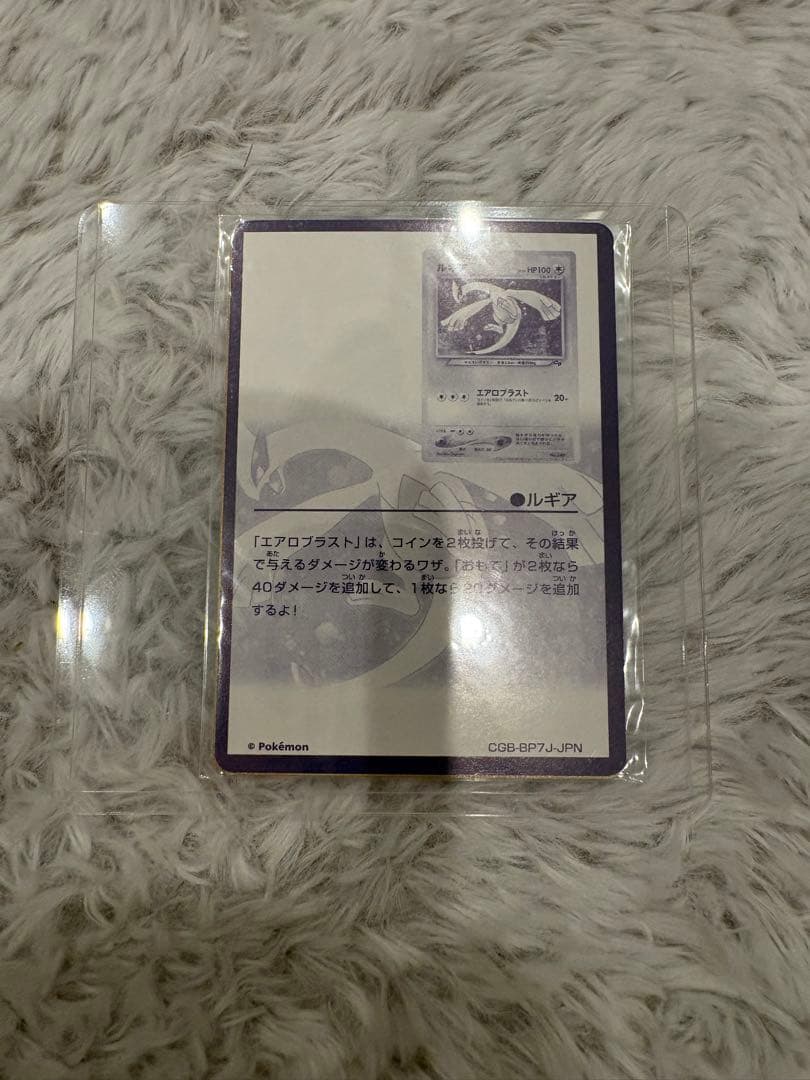 HP100
エアロブラスト 20+
●ルギア
「エアロブラスト」は、コインを2枚投げて、その結果
で与えるダメージが変わるワザ。「おもて」が2枚なら
40ダメージを追加して、1枚なら20ダメージを追加
するよ!
© Pokémon
CGB-BP7J-JPN